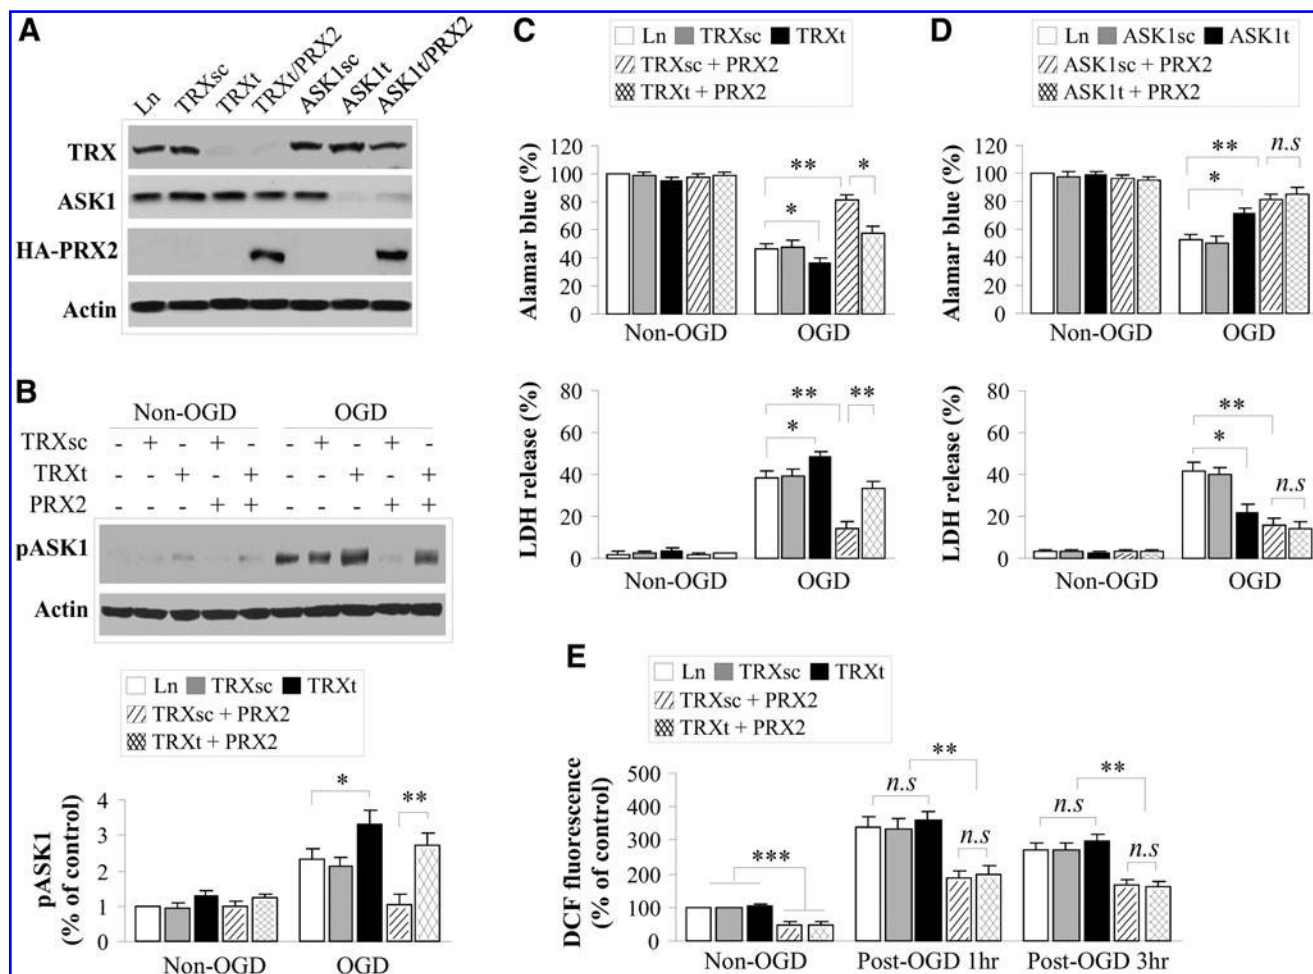 A
Ln TRXsc TRXt TRXt/PRX2 ASK1sc ASK1t ASK1t/PRX2
TRX
ASK1
HA-PRX2
Actin
B
Non-OGD OGD
TRXsc - + - + - - + - + -
TRXt - - + - + - - + - +
PRX2 - - - + + - - - + +
pASK1
Actin
Ln TRXsc TRXt
TRXsc + PRX2
TRXt + PRX2
pASK1
(% of control)
4
3
2
1
0
* **
Non-OGD OGD
C
Ln TRXsc TRXt
TRXsc + PRX2
TRXt + PRX2
Alamar blue (%)
120
100
80
60
40
20
0
** *
*
Non-OGD OGD
LDH release (%)
80
60
40
20
0
** **
*
Non-OGD OGD
D
Ln ASK1sc ASK1t
ASK1sc + PRX2
ASK1t + PRX2
Alamar blue (%)
120
100
80
60
40
20
0
** n.s
*
Non-OGD OGD
LDH release (%)
80
60
40
20
0
**
*
n.s
Non-OGD OGD
E
Ln TRXsc TRXt
TRXsc + PRX2
TRXt + PRX2
DCF fluorescence
(% of control)
500
400
300
200
100
0
*** n.s ** n.s n.s ** n.s
Non-OGD Post-OGD 1hr Post-OGD 3hr